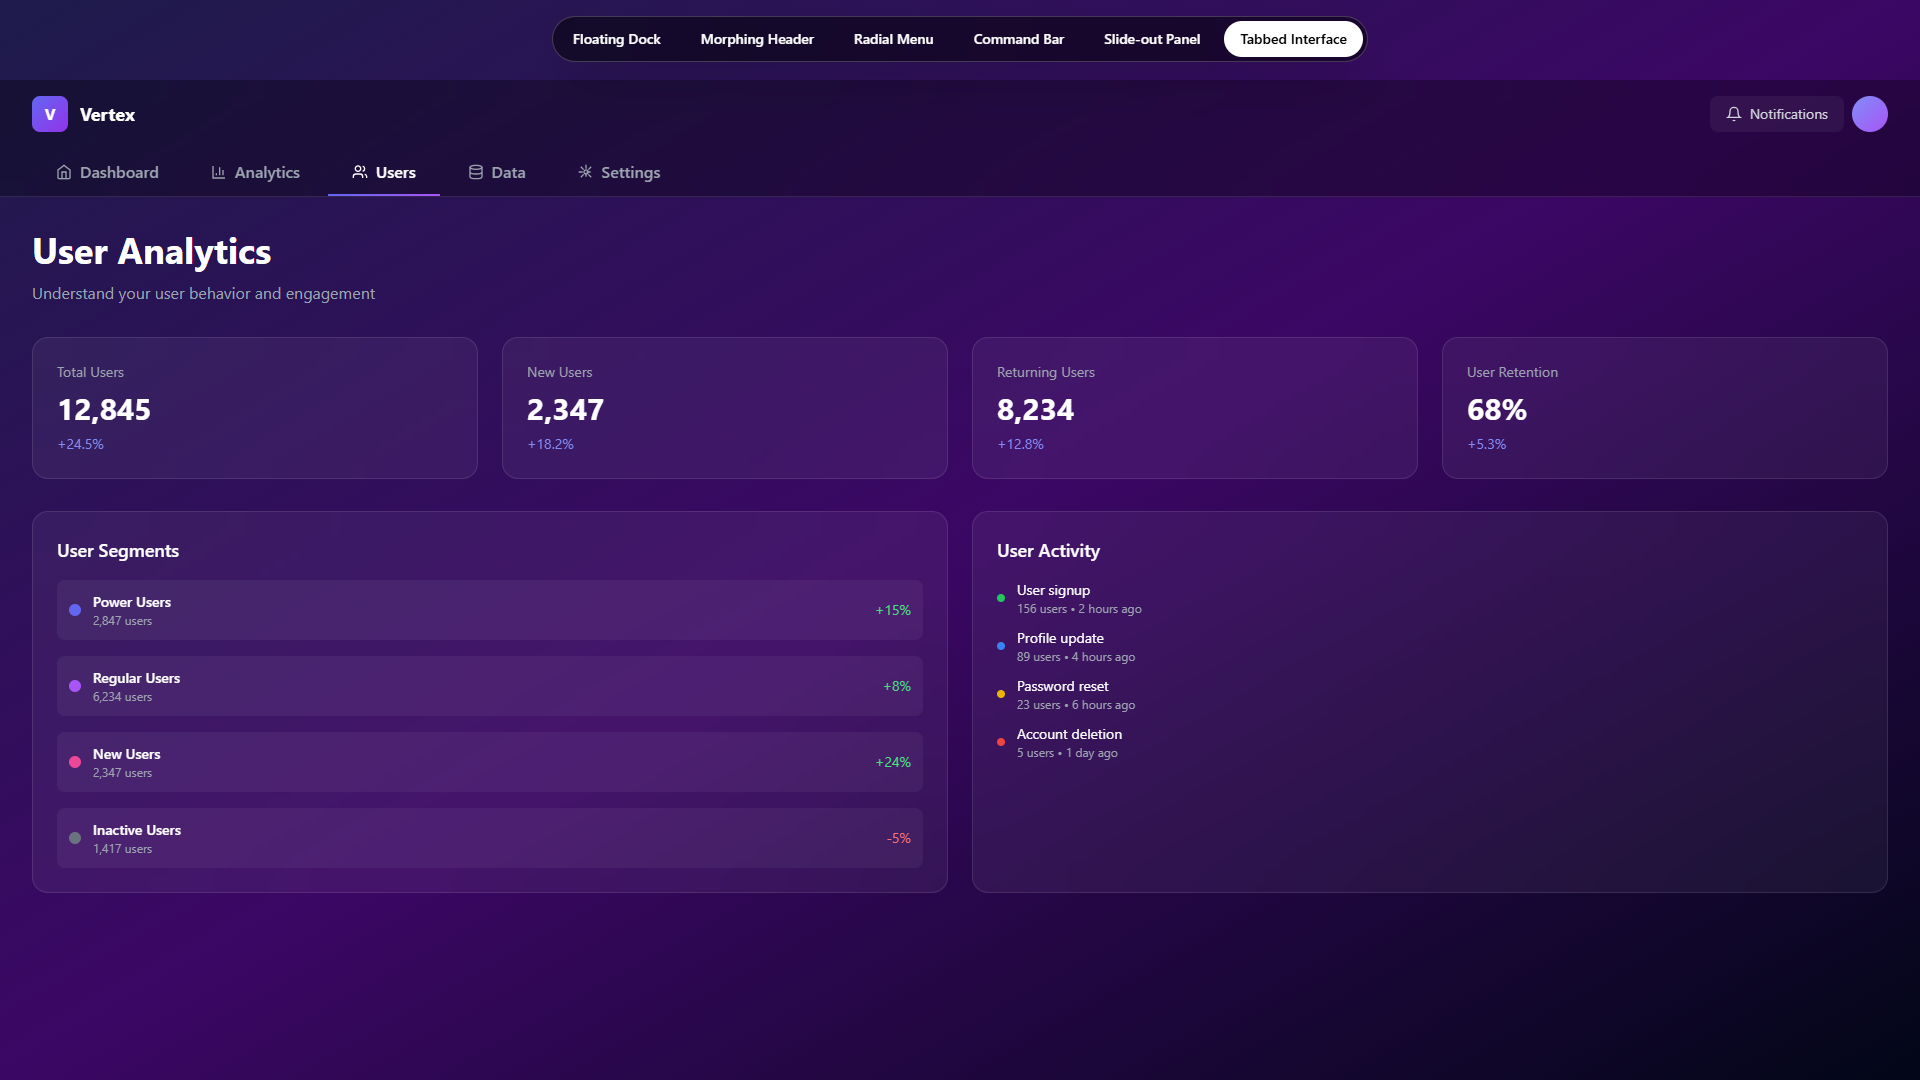 Floating Dock
Morphing Header
Radial Menu
Command Bar
Slide-out Panel
Tabbed Interface
V
Vertex
Notifications
Dashboard
Analytics
Users
Data
Settings
User Analytics
Understand your user behavior and engagement
Total Users
12,845
+24.5%
New Users
2,347
+18.2%
Returning Users
8,234
+12.8%
User Retention
68%
+5.3%
User Segments
Power Users
2,847 users
+15%
Regular Users
6,234 users
+8%
New Users
2,347 users
+24%
Inactive Users
1,417 users
-5%
User Activity
User signup
156 users • 2 hours ago
Profile update
89 users • 4 hours ago
Password reset
23 users • 6 hours ago
Account deletion
5 users • 1 day ago